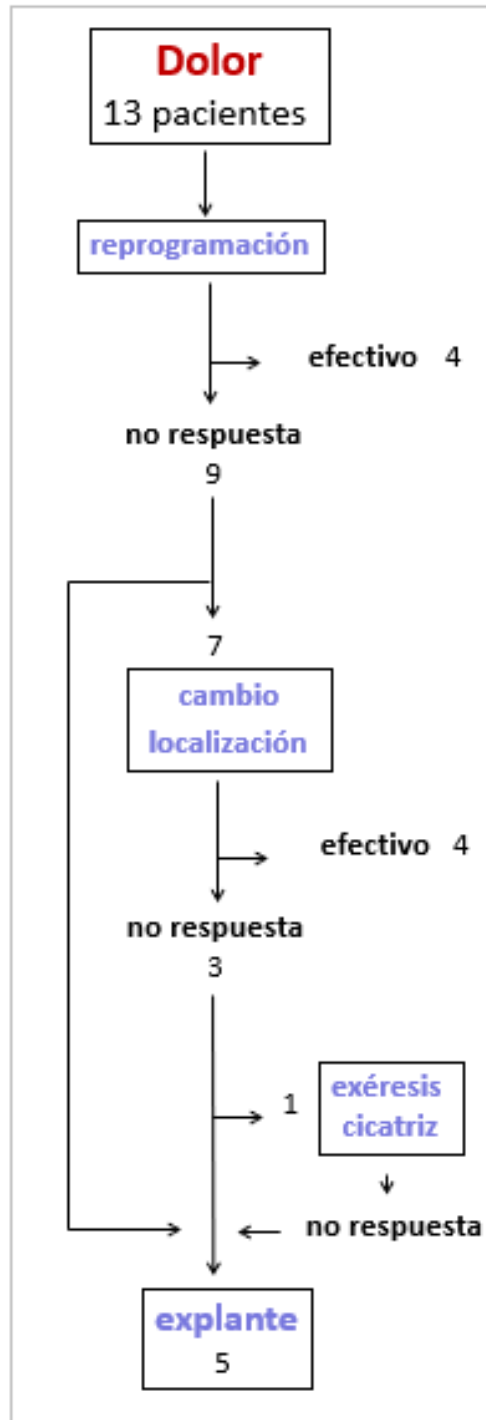 Dolor
13 pacientes
reprogramación
efectivo 4
no respuesta
9
7
cambio
localización
efectivo 4
no respuesta
3
1
exéresis
cicatriz
no respuesta
explante
5